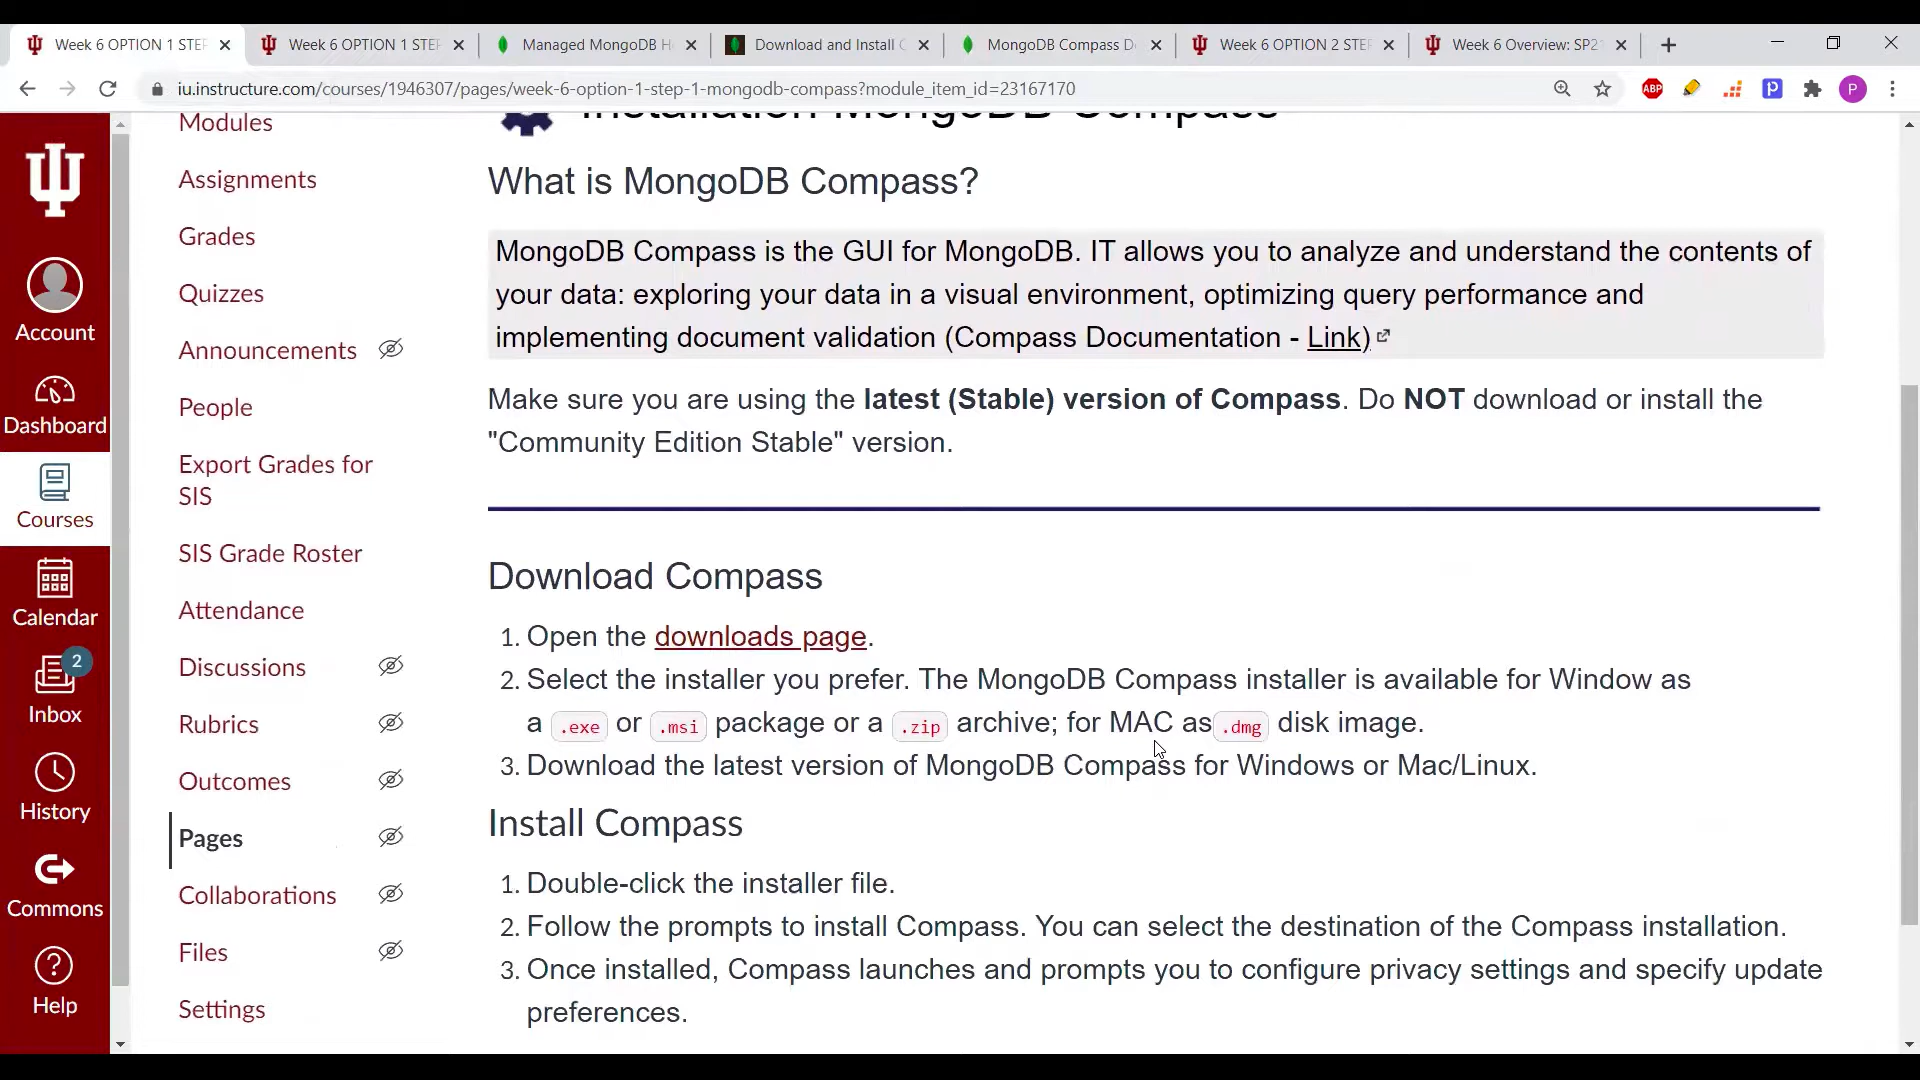 Week 6 OPTION 1 STEP
Week 6 OPTION 1 STEP
Managed MongoDB H
Download and Install C
MongoDB Compass D
Week 6 OPTION 2 STEP
Week 6 Overview: SP2
iu.instructure.com/courses/1946307/pages/week-6-option-1-step-1-mongodb-compass?module_item_id=23167170
ABP
P
Account
Dashboard
Courses
Calendar
2
Inbox
History
Commons
Help
Modules
Assignments
Grades
Quizzes
Announcements
People
Export Grades for
SIS
SIS Grade Roster
Attendance
Discussions
Rubrics
Outcomes
Pages
Collaborations
Files
Settings
Installation MongoDB Compass
What is MongoDB Compass?
MongoDB Compass is the GUI for MongoDB. IT allows you to analyze and understand the contents of
your data: exploring your data in a visual environment, optimizing query performance and
implementing document validation (Compass Documentation - Link)
Make sure you are using the latest (Stable) version of Compass. Do NOT download or install the
"Community Edition Stable" version.
Download Compass
1. Open the downloads page.
2. Select the installer you prefer. The MongoDB Compass installer is available for Window as
a .exe or .msi package or a .zip archive; for MAC as .dmg disk image.
3. Download the latest version of MongoDB Compass for Windows or Mac/Linux.
Install Compass
1. Double-click the installer file.
2. Follow the prompts to install Compass. You can select the destination of the Compass installation.
3. Once installed, Compass launches and prompts you to configure privacy settings and specify update
preferences.